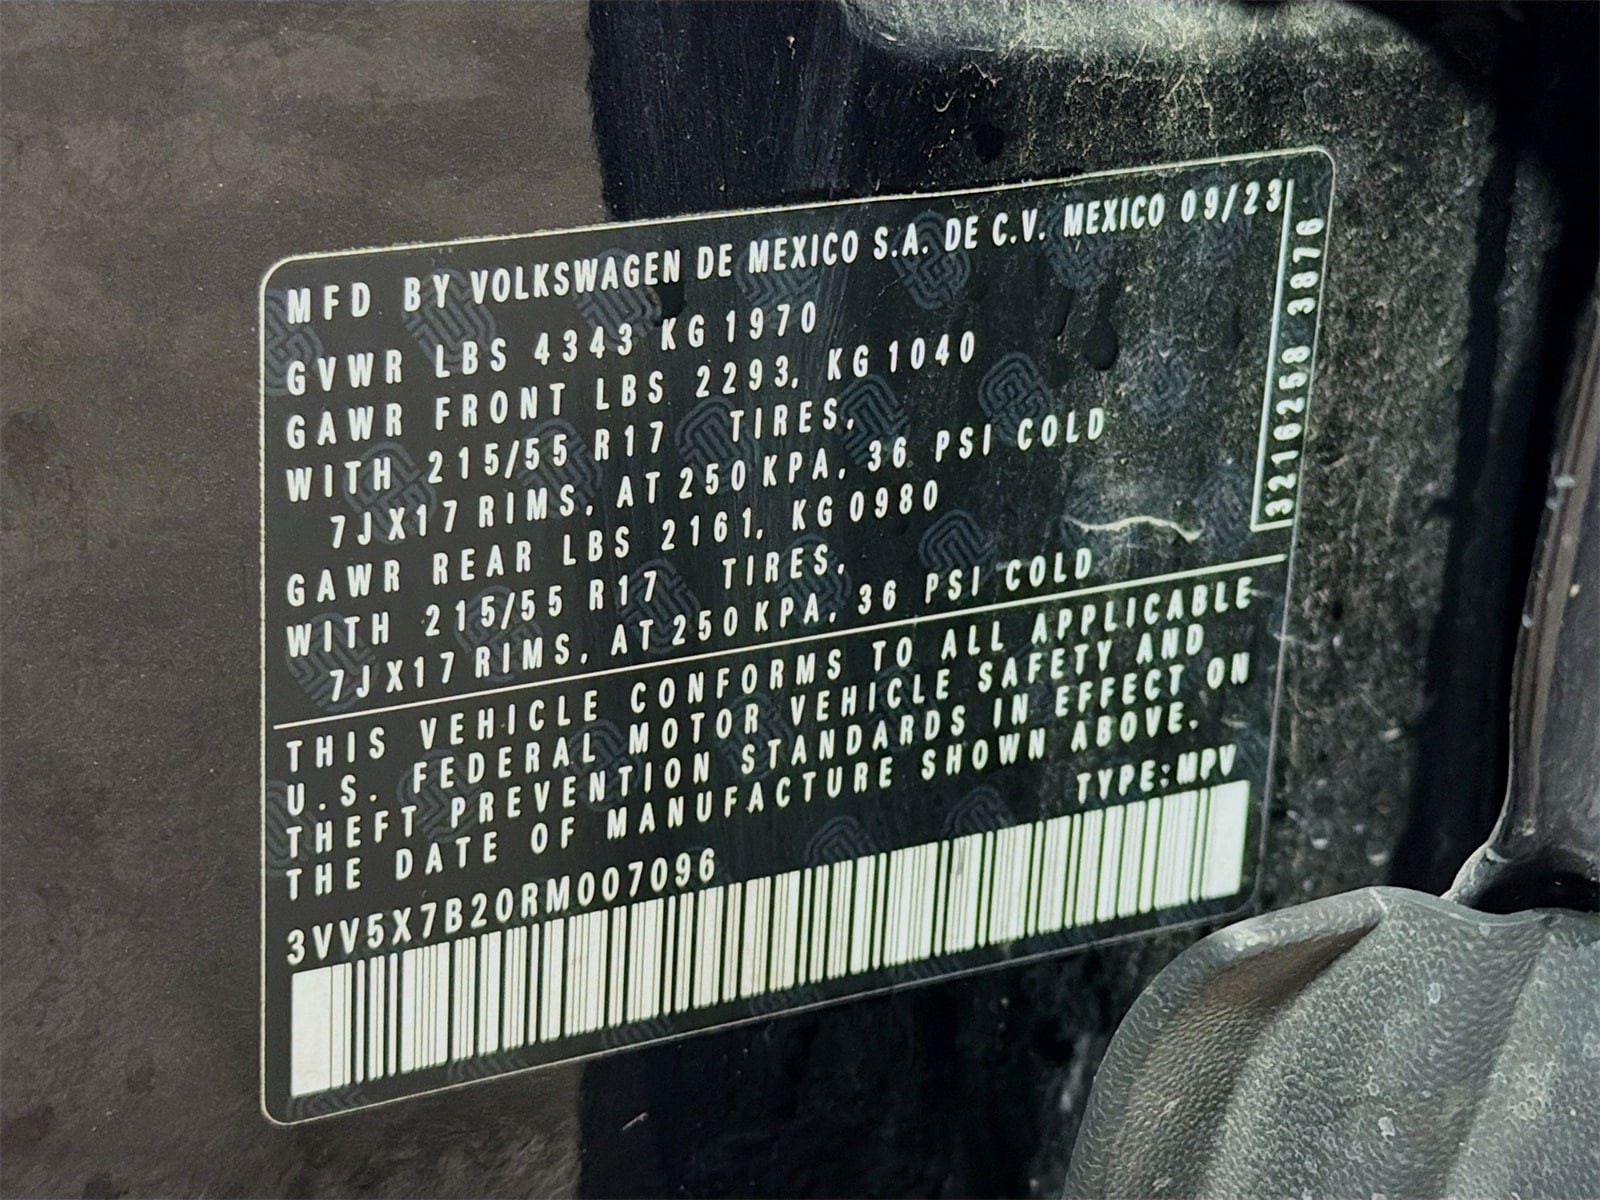 MFD BY VOLKSWAGEN DE MEXICO S.A. DE C.V. MEXICO 09/23
GVWR LBS 4343 KG 1970
GAWR FRONT LBS 2293, KG 1040
WITH 215/55 R17 TIRES,
7JX17 RIMS, AT 250 KPA, 36 PSI COLD
GAWR REAR LBS 2161, KG 0980
WITH 215/55 R17 TIRES,
7JX17 RIMS, AT 250 KPA, 36 PSI COLD
3216258 3876
THIS VEHICLE CONFORMS TO ALL APPLICABLE
U.S. FEDERAL MOTOR VEHICLE SAFETY AND
THEFT PREVENTION STANDARDS IN EFFECT ON
THE DATE OF MANUFACTURE SHOWN ABOVE.
TYPE:MPV
3VV5X7B20RM007096